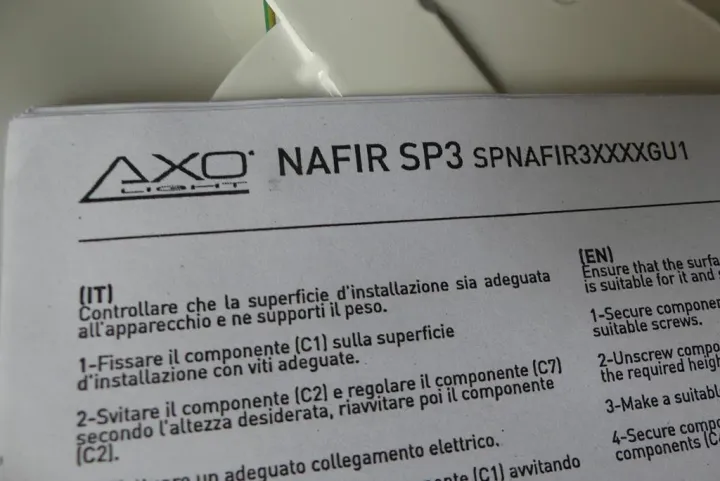 AXO LIGHT NAFIR SP3 SPNAFIR3XXXXGU1
(IT)
Controllare che la superficie d'installazione sia adeguata
all'apparecchio e ne supporti il peso.
1-Fissare il componente (C1) sulla superficie
d'installazione con viti adeguate.
2-Svitare il componente (C2) e regolare il componente (C7)
secondo l'altezza desiderata, riavvitare poi il componente
(C2).
un adeguato collegamento elettrico.
(C1) avvitando
(EN)
Ensure that the
is suitable for it and
1-Secure
suitable screws.
2-Unscrew
the required
3-Make a
4-Secure
components